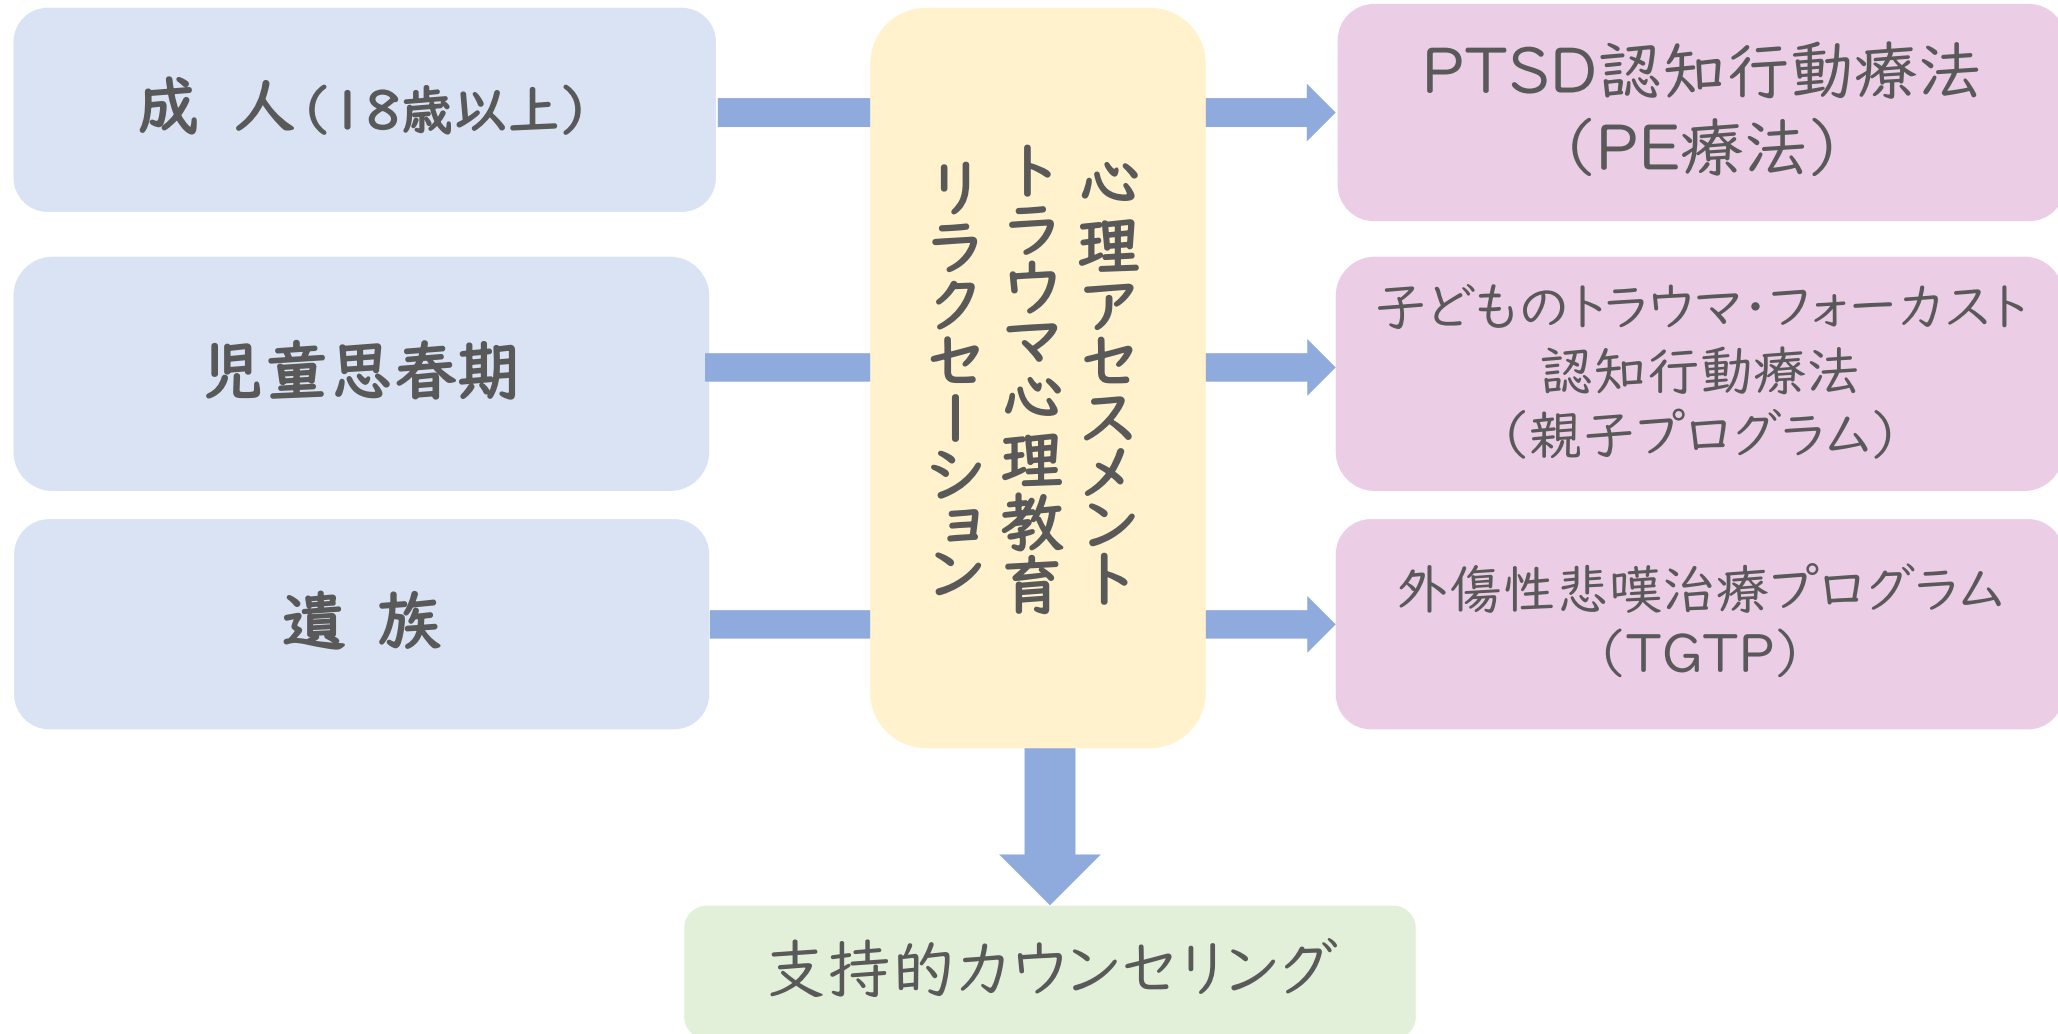 成 人(18歳以上)
児童思春期
遺 族
心理アセスメント
トラウマ心理教育
リラクセーション
PTSD認知行動療法
(PE療法)
子どものトラウマ・フォーカスト
認知行動療法
(親子プログラム)
外傷性悲嘆治療プログラム
(TGTP)
支持的カウンセリング